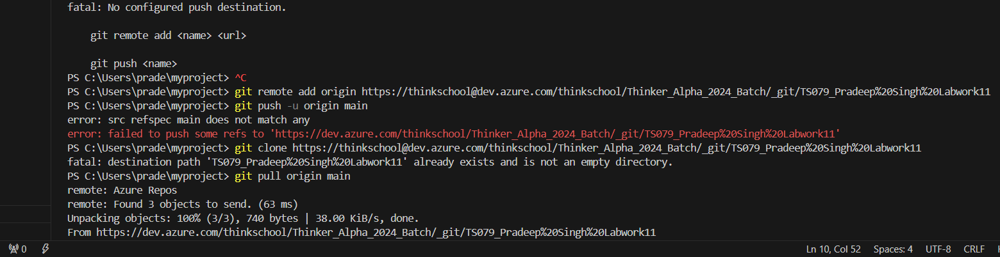 fatal: No configured push destination.
git remote add <name> <url>
git push <name>
PS C:\Users\prade\myproject> ^C
PS C:\Users\prade\myproject> git remote add origin https://thinkschool@dev.azure.com/thinkschool/Thinker_Alpha_2024_Batch/_git/TS079_Pradeep%20Singh%20Labwork11
PS C:\Users\prade\myproject> git push -u origin main
error: src refspec main does not match any
error: failed to push some refs to 'https://dev.azure.com/thinkschool/Thinker_Alpha_2024_Batch/_git/TS079_Pradeep%20Singh%20Labwork11'
PS C:\Users\prade\myproject> git clone https://thinkschool@dev.azure.com/thinkschool/Thinker_Alpha_2024_Batch/_git/TS079_Pradeep%20Singh%20Labwork11
fatal: destination path 'TS079_Pradeep%20Singh%20Labwork11' already exists and is not an empty directory.
PS C:\Users\prade\myproject> git pull origin main
remote: Azure Repos
remote: Found 3 objects to send. (63 ms)
Unpacking objects: 100% (3/3), 740 bytes | 38.00 KiB/s, done.
From https://dev.azure.com/thinkschool/Thinker_Alpha_2024_Batch/_git/TS079_Pradeep%20Singh%20Labwork11
0 Ln 10, Col 52 Spaces: 4 UTF-8 CRLF